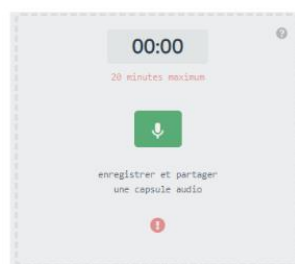 00:00
?
20 minutes maximum
enregistrer et partager
une capsule audio
!